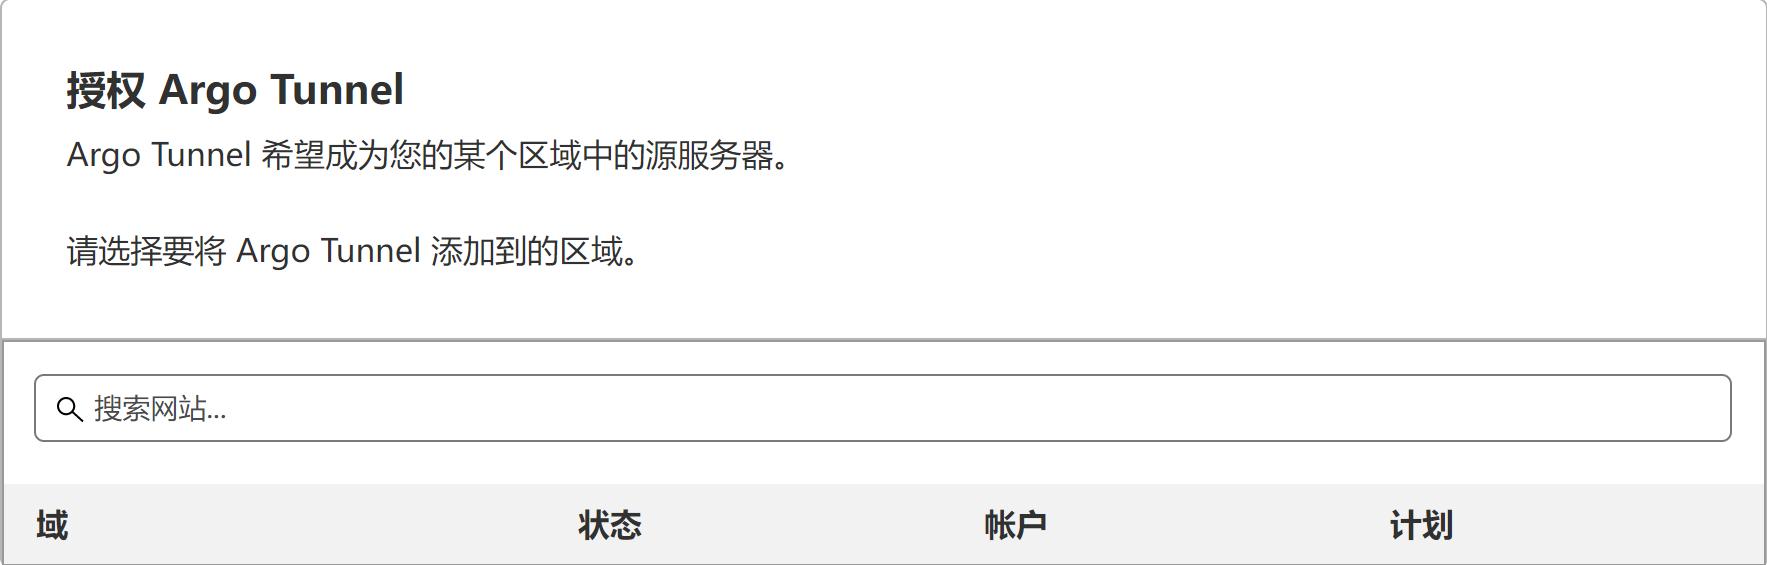 授权 Argo Tunnel
Argo Tunnel 希望成为您的某个区域中的源服务器。
请选择要将 Argo Tunnel 添加到的区域。
搜索网站...
域 状态 帐户 计划